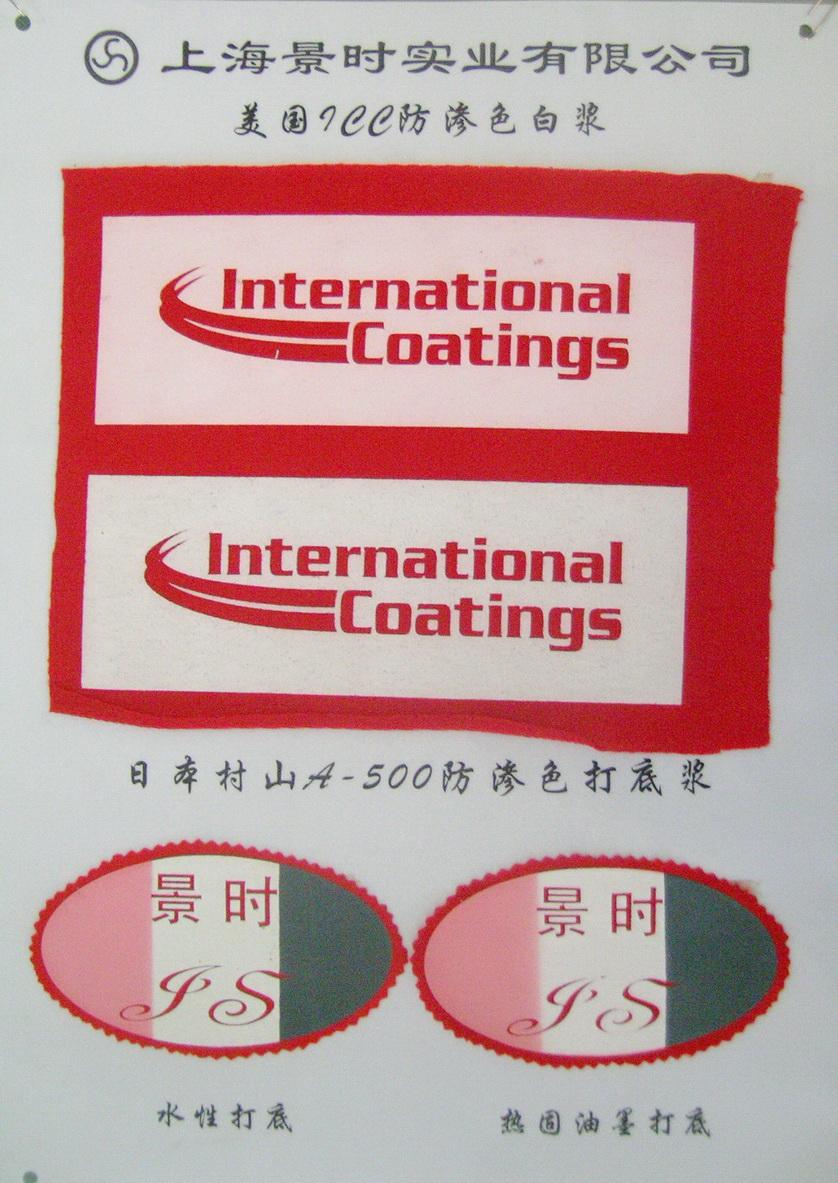 上海景时实业有限公司
美国ICC防渗色白浆
International
Coatings
International
Coatings
日本村山A-500防渗色打底浆
景时
JS
景时
JS
水性打底
热固油墨打底